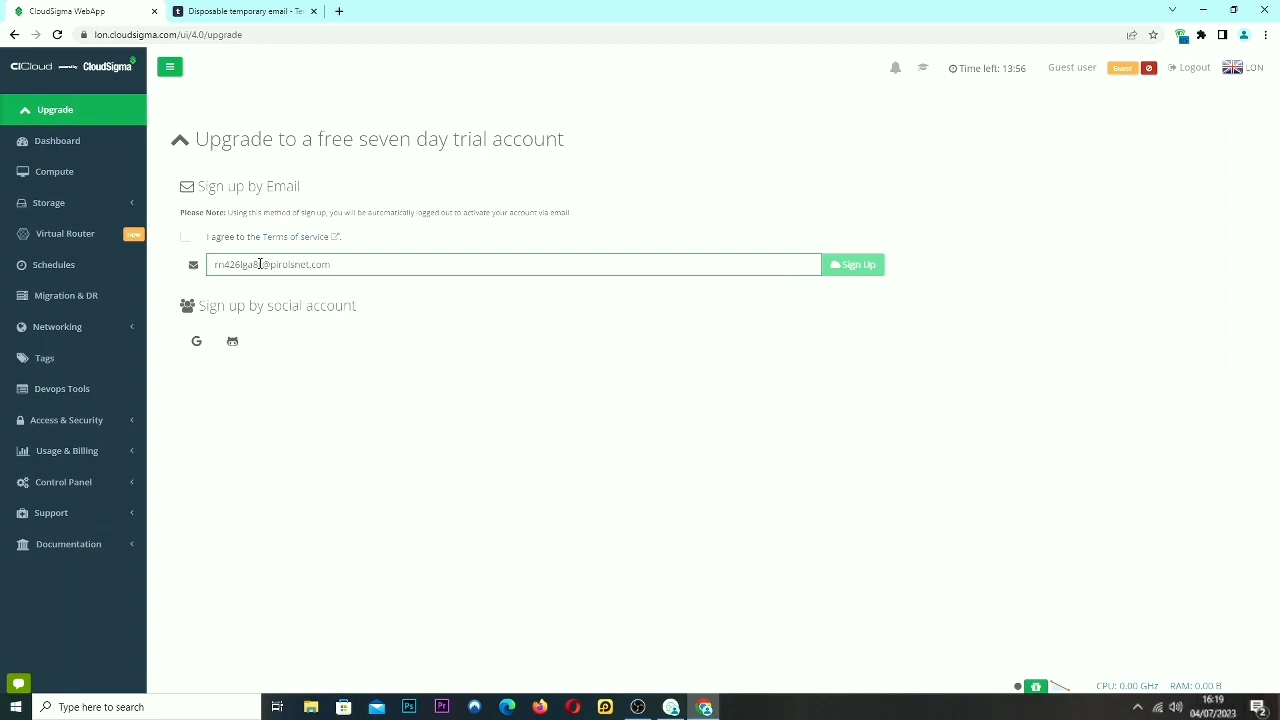 CloudSigma WebApp
Disposable temporary email - Ter
lon.cloudsigma.com/ui/4.0/upgrade
CloudSigma
Time left: 13:56
Guest user
Guest
Logout
LON
Upgrade
Dashboard
Compute
Storage
Virtual Router
new
Schedules
Migration & DR
Networking
Tags
Devops Tools
Access & Security
Usage & Billing
Control Panel
Support
Documentation
Upgrade to a free seven day trial account
Sign up by Email
Please Note: Using this method of sign up, you will be automatically logged out to activate your account via email
I agree to the Terms of service .
Sign Up
Sign up by social account
CPU: 0.00 GHz
RAM: 0.00 B
Type here to search
16:19
04/07/2023
2